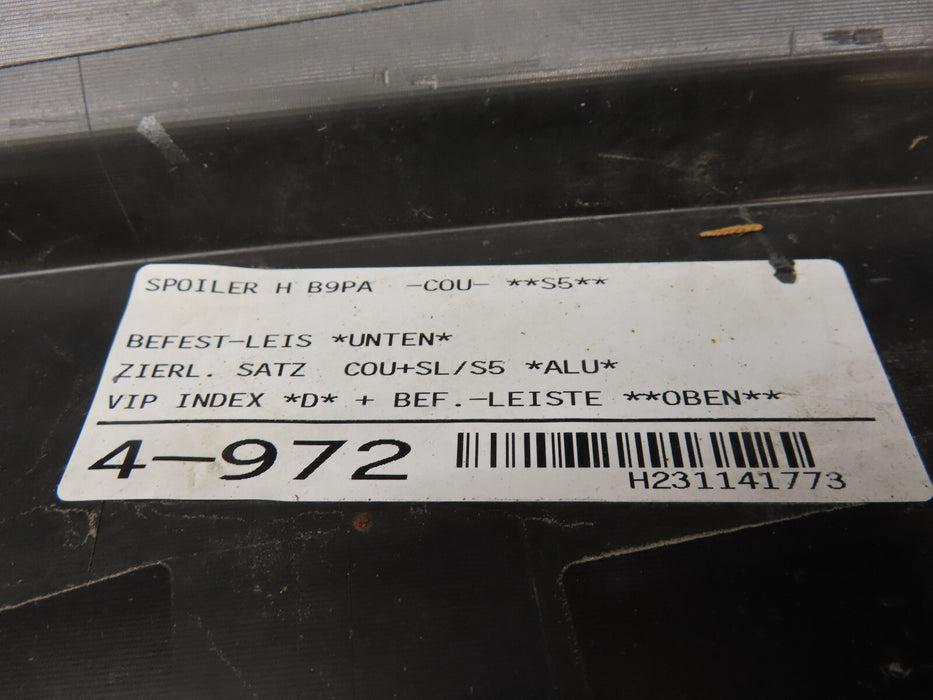 SPOILER H B9PA -COU- **S5**
BEFEST-LEIS *UNTEN*
ZIERL. SATZ COU+SL/S5 *ALU*
VIP INDEX *D* + BEF.-LEISTE **OBEN**
4-972
H231141773